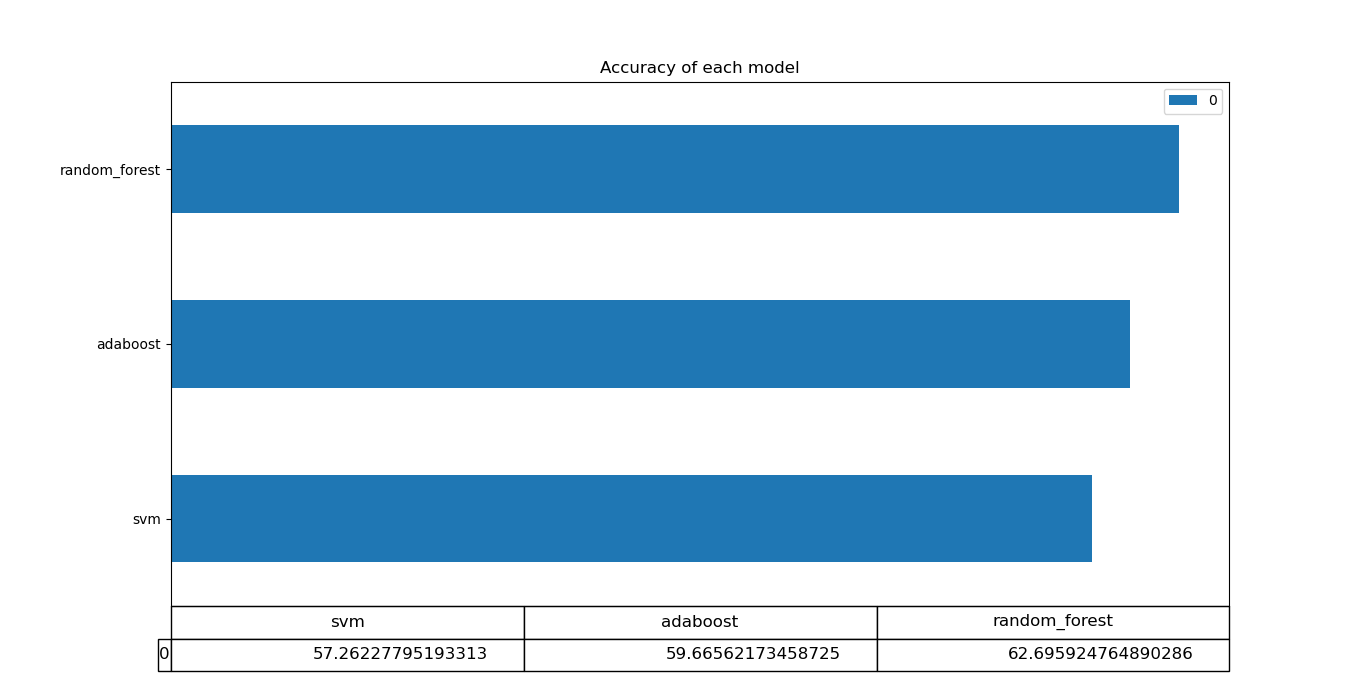 Accuracy of each model
0
random_forest
adaboost
svm
svm adaboost random_forest
0 57.26227795193313 59.66562173458725 62.695924764890286